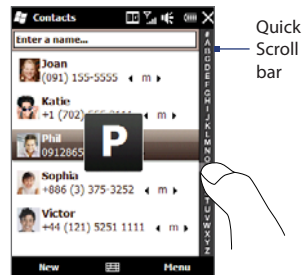 Contacts
Enter a name...
Joan
(091) 155-5555 m
Katie
+1 (702)
Phil
0912865
P
Sophia
+886 (3) 375-3252 m
Victor
+44 (121) 5251 1111 m
New Menu
#
A
B
C
D
E
F
G
H
I
J
K
L
M
N
O
T
U
V
W
X
Y
Z
Quick
Scroll
bar